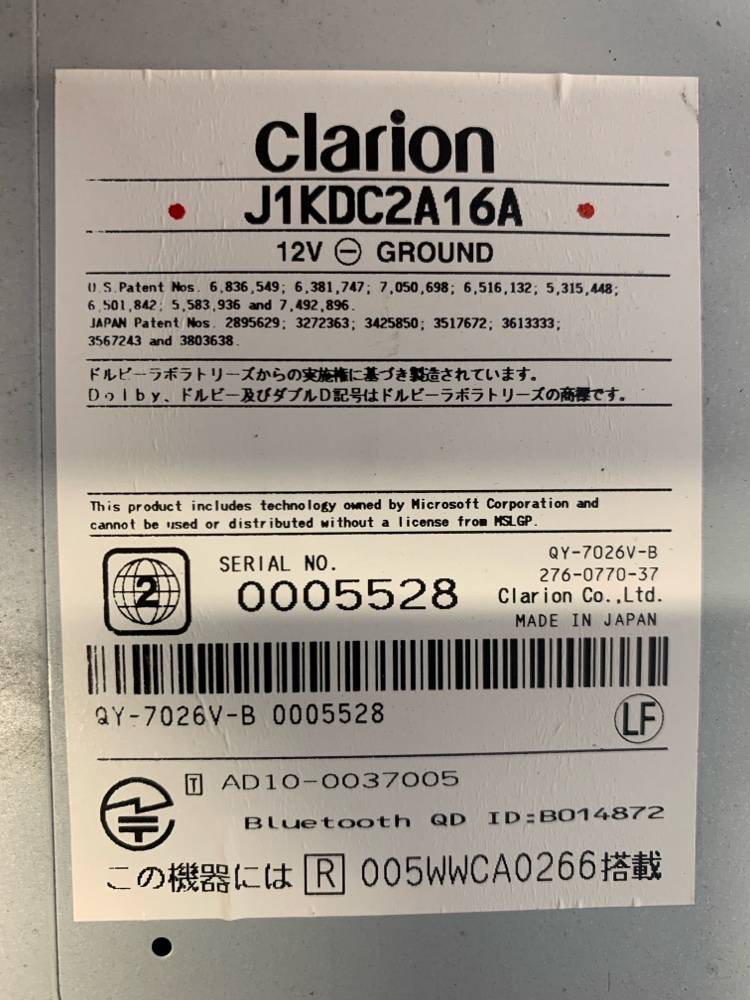 clarion
J1KDC2A16A
12V ⊖ GROUND
U.S.Patent Nos. 6,836,549; 6,381,747; 7,050,698; 6,516,132; 5,315,448;
6,501,842; 5,583,936 and 7,492,896.
JAPAN Patent Nos. 2895629; 3272363; 3425850; 3517672; 3613333;
3567243 and 3803638.
ドルビーラボラトリーズからの実施権に基づき製造されています。
Dolby、ドルビー及びダブルD記号はドルビーラボラトリーズの商標です。
This product includes technology owned by Microsoft Corporation and
cannot be used or distributed without a license from MSLGP.
2
SERIAL NO.
0005528
QY-7026V-B
276-0770-37
Clarion Co.,Ltd.
MADE IN JAPAN
QY-7026V-B 0005528
LF
T AD10-0037005
Bluetooth QD ID:B014872
この機器には R 005WWCA0266搭載